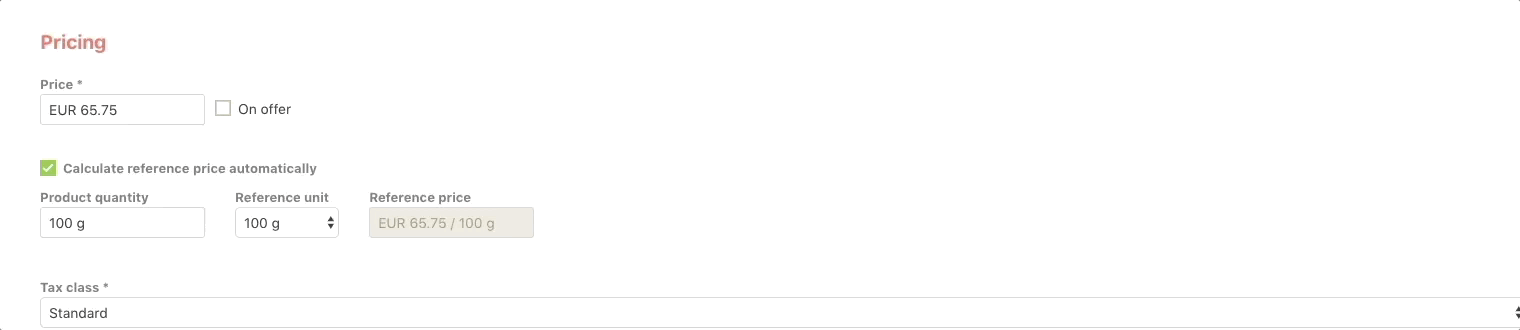 Pricing
Price *
EUR 65.75 On offer
Calculate reference price automatically
Product quantity Reference unit Reference price
100 g 100 g EUR 65.75 / 100 g
Tax class *
Standard